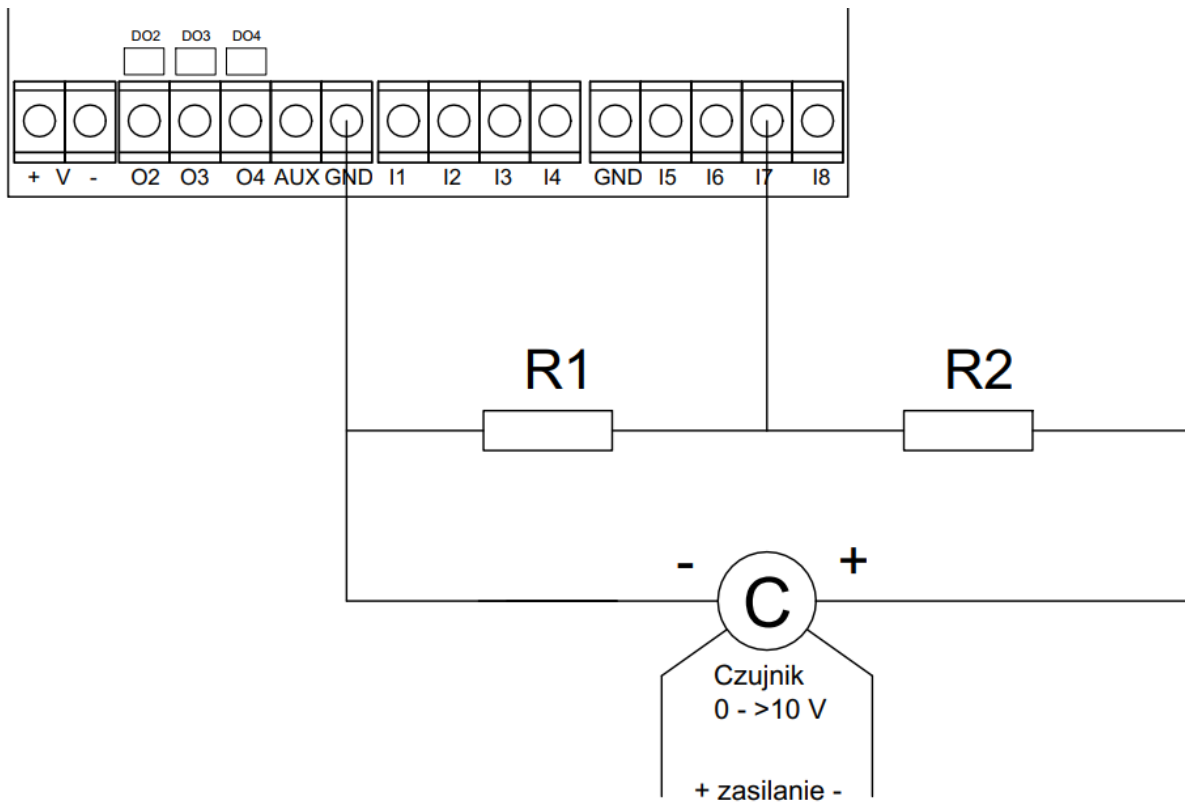 DO2 DO3 DO4
+ V - O2 O3 O4 AUX GND I1 I2 I3 I4 GND I5 I6 I7 I8
R1 R2
- +
C
Czujnik
0 - >10 V
+ zasilanie -